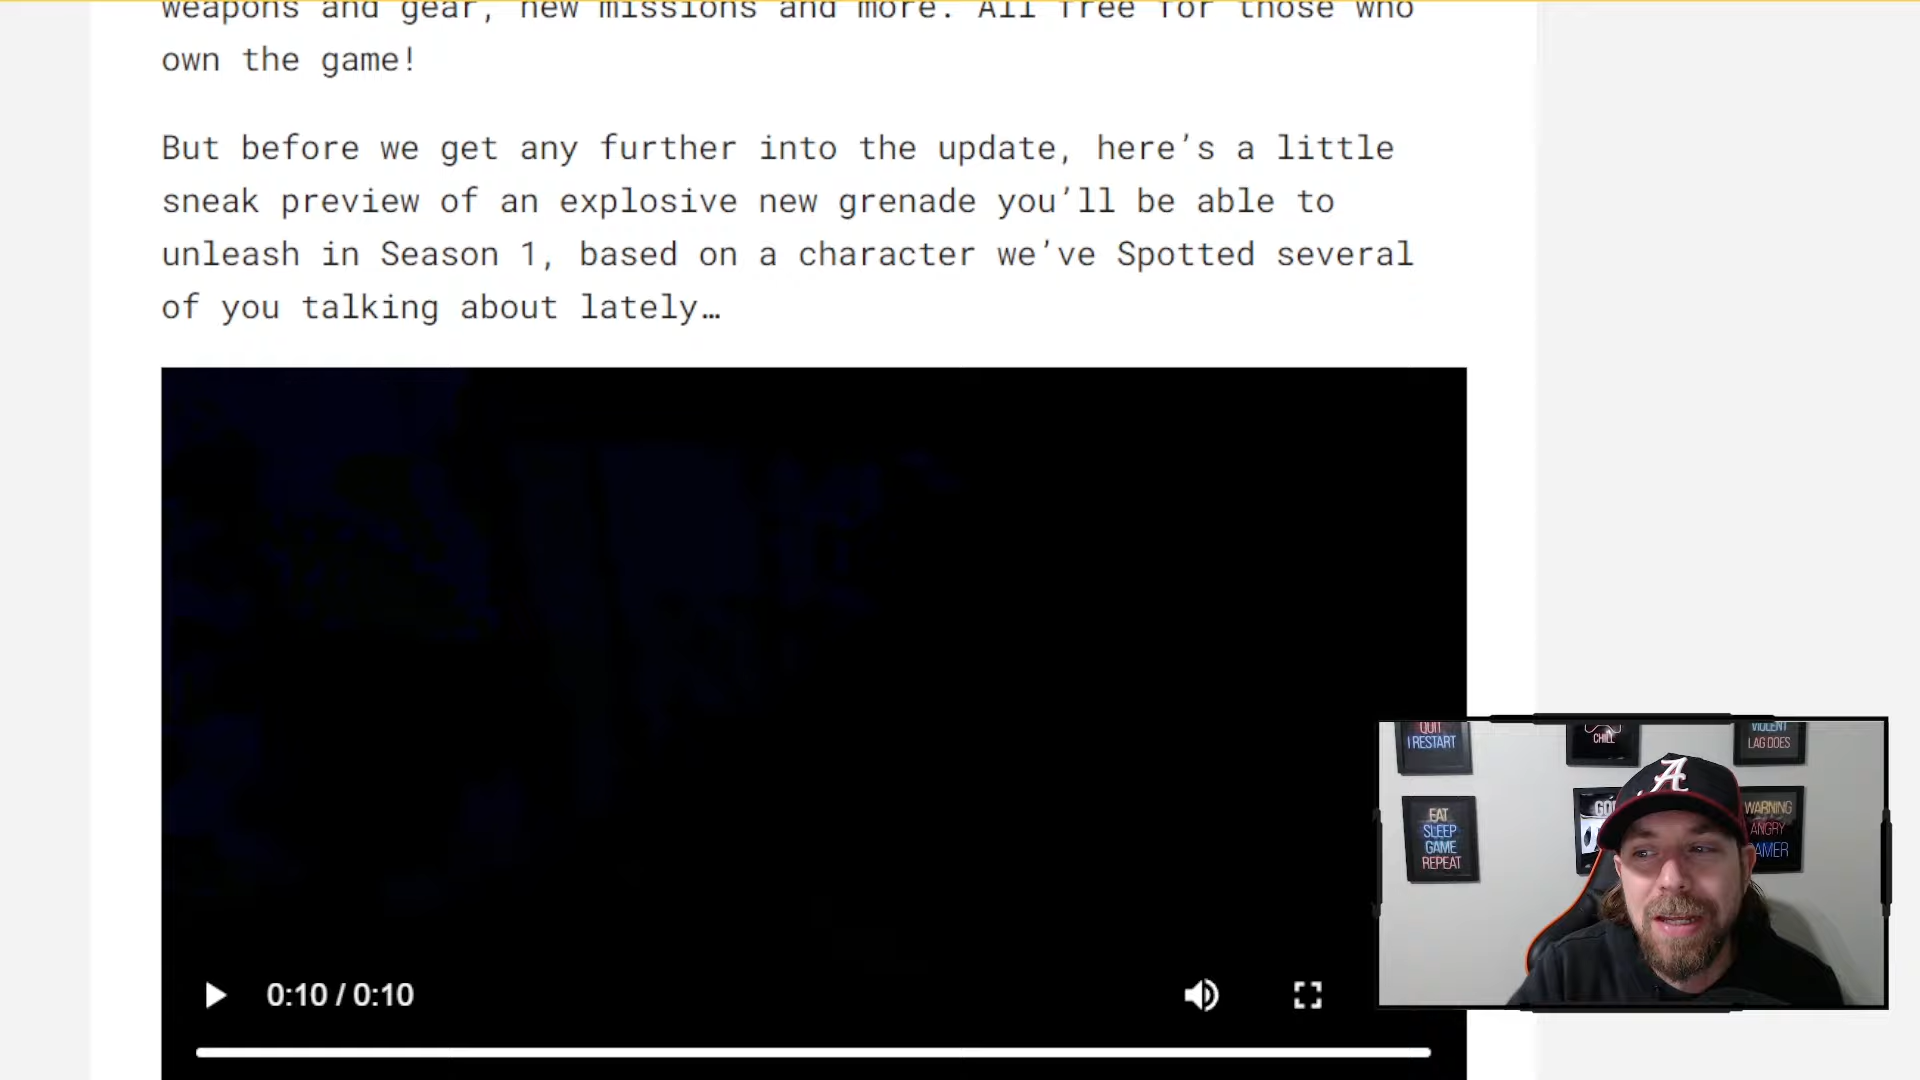 weapons and gear, new missions and more. All free for those who
own the game!
But before we get any further into the update, here’s a little
sneak preview of an explosive new grenade you’ll be able to
unleash in Season 1, based on a character we’ve Spotted several
of you talking about lately…
0:10 / 0:10
QUIT
I RESTART
CHILL
VIOLENT
LAG DOES
EAT
SLEEP
GAME
REPEAT
WARNING
ANGRY
A